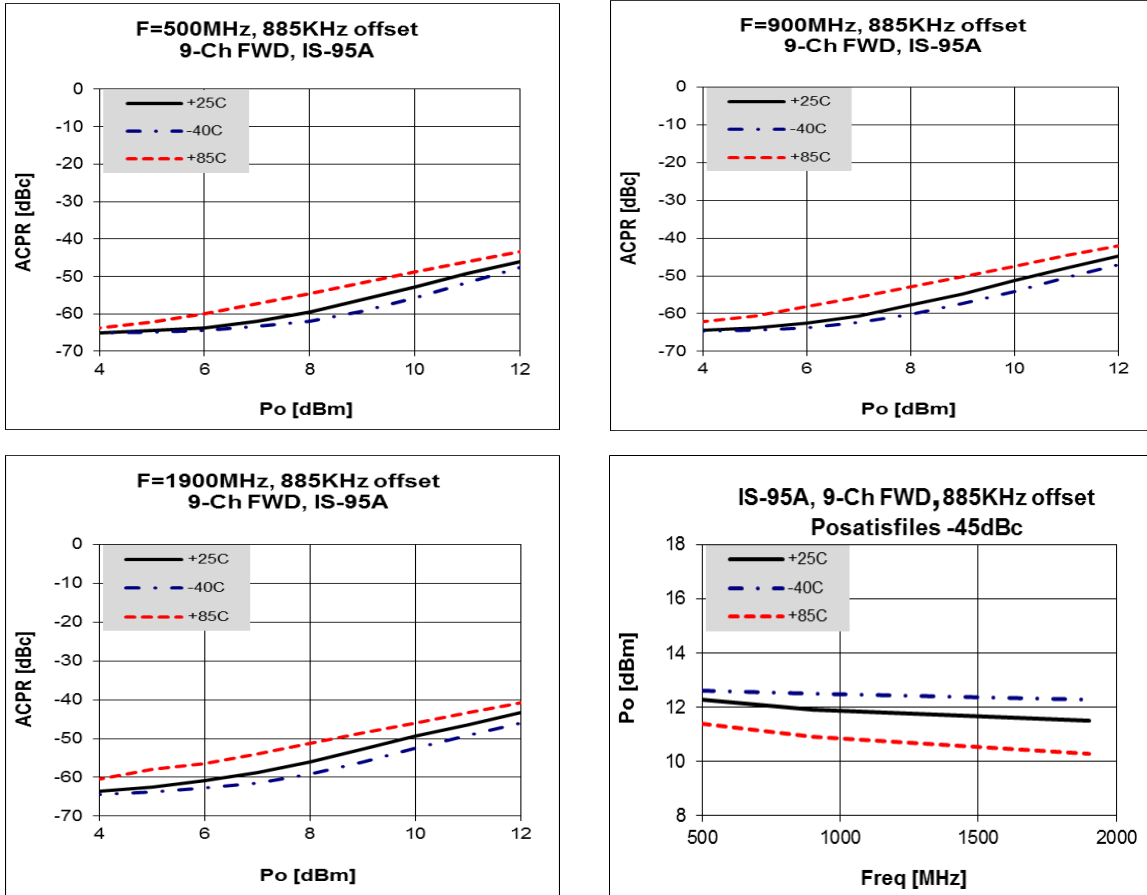 F=500MHz, 885KHz offset
9-Ch FWD, IS-95A
ACPR [dBc]
0
-10
-20
-30
-40
-50
-60
-70
+25C
-40C
+85C
4 6 8 10 12
Po [dBm]
F=900MHz, 885KHz offset
9-Ch FWD, IS-95A
ACPR [dBc]
0
-10
-20
-30
-40
-50
-60
-70
+25C
-40C
+85C
4 6 8 10 12
Po [dBm]
F=1900MHz, 885KHz offset
9-Ch FWD, IS-95A
ACPR [dBc]
0
-10
-20
-30
-40
-50
-60
-70
+25C
-40C
+85C
4 6 8 10 12
Po [dBm]
IS-95A, 9-Ch FWD, 885KHz offset
Posatisfiles -45dBc
Po [dBm]
18
16
14
12
10
8
+25C
-40C
+85C
500 1000 1500 2000
Freq [MHz]